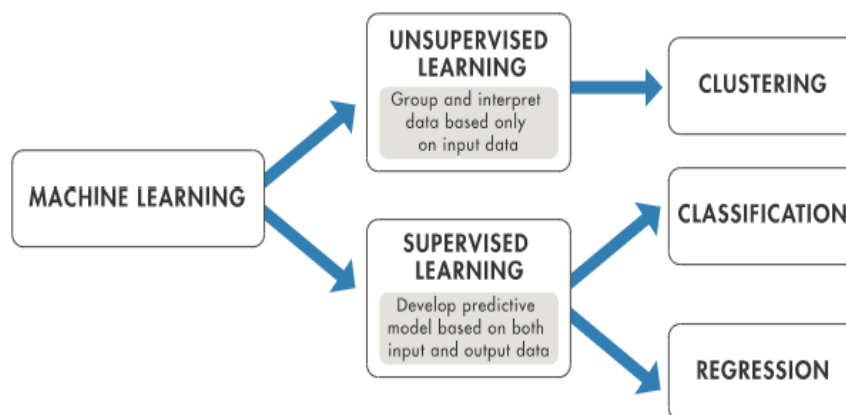 MACHINE LEARNING
UNSUPERVISED
LEARNING
Group and interpret
data based only
on input data
SUPERVISED
LEARNING
Develop predictive
model based on both
input and output data
CLUSTERING
CLASSIFICATION
REGRESSION